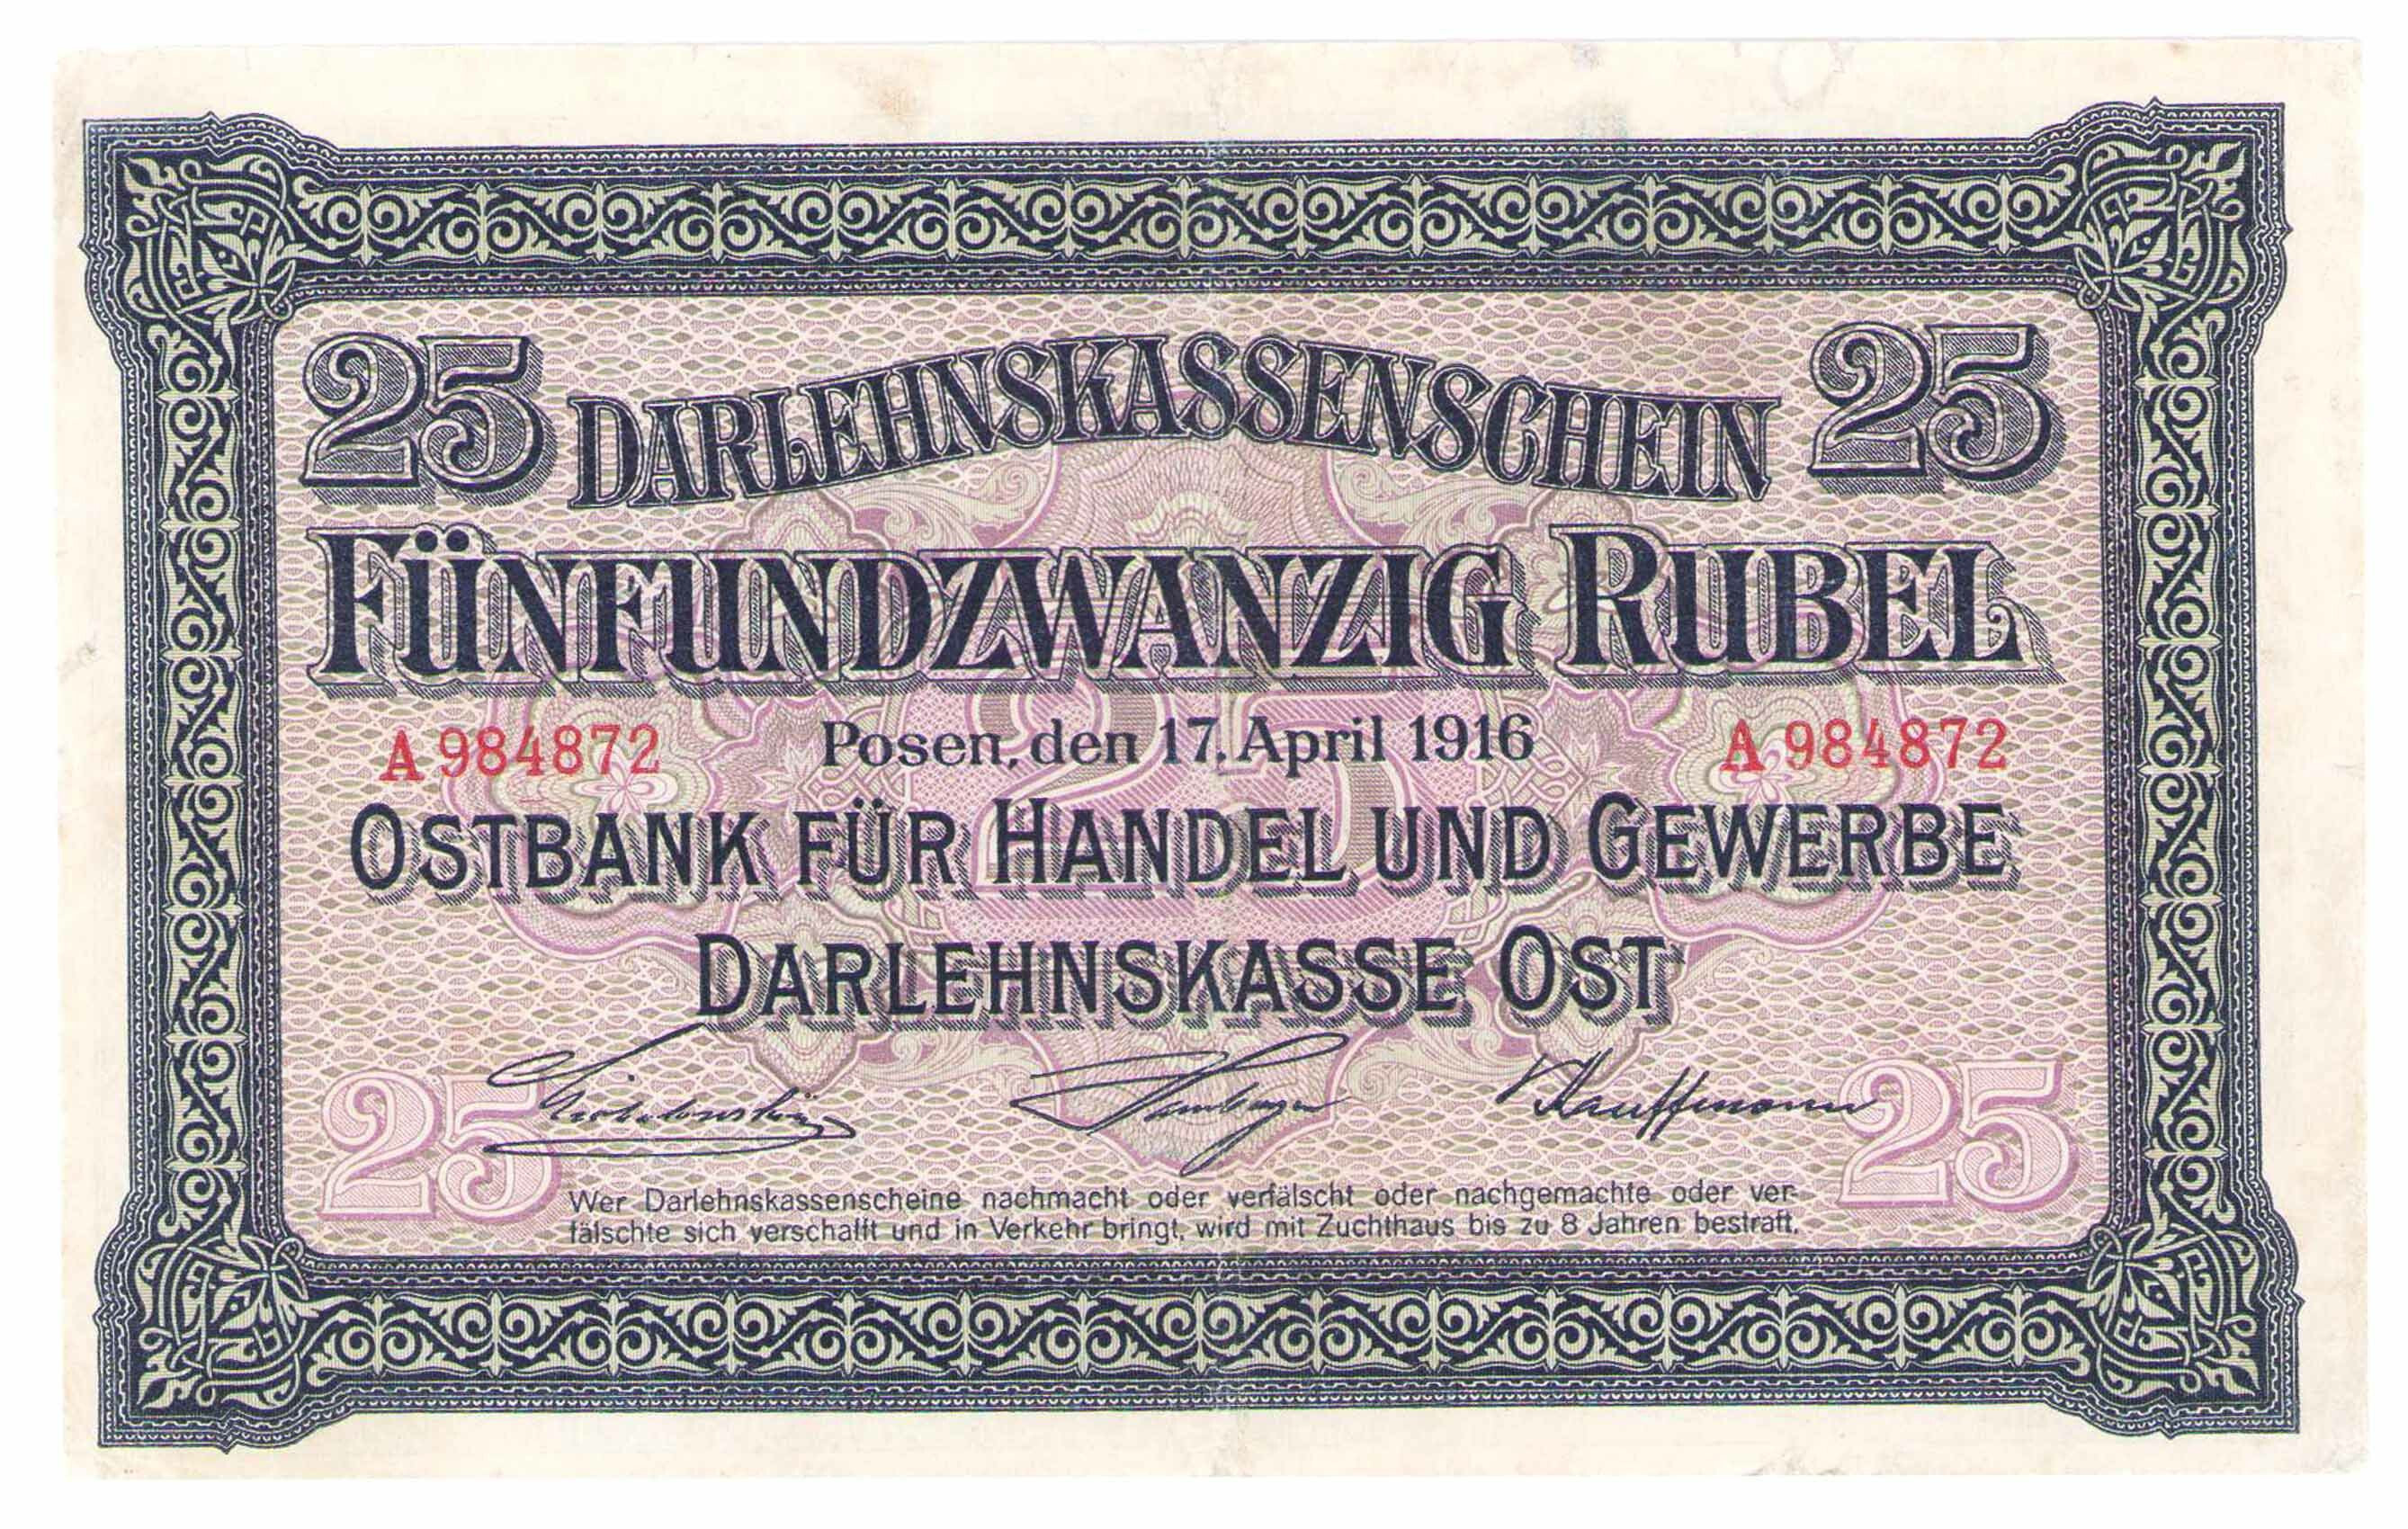 25 DARLEHNSKASSENSCHEIN 25
FÜNFUNDZWANZIG RUBEL
A 984872 Posen, den 17. April 1916 A 984872
OSTBANK FÜR HANDEL UND GEWERBE
DARLEHNSKASSE OST
Kauffmann
25 25
Wer Darlehnskassenscheine nachmacht oder verfälscht oder nachgemachte oder ver-
fälschte sich verschafft und in Verkehr bringt, wird mit Zuchthaus bis zu 8 Jahren bestraft.